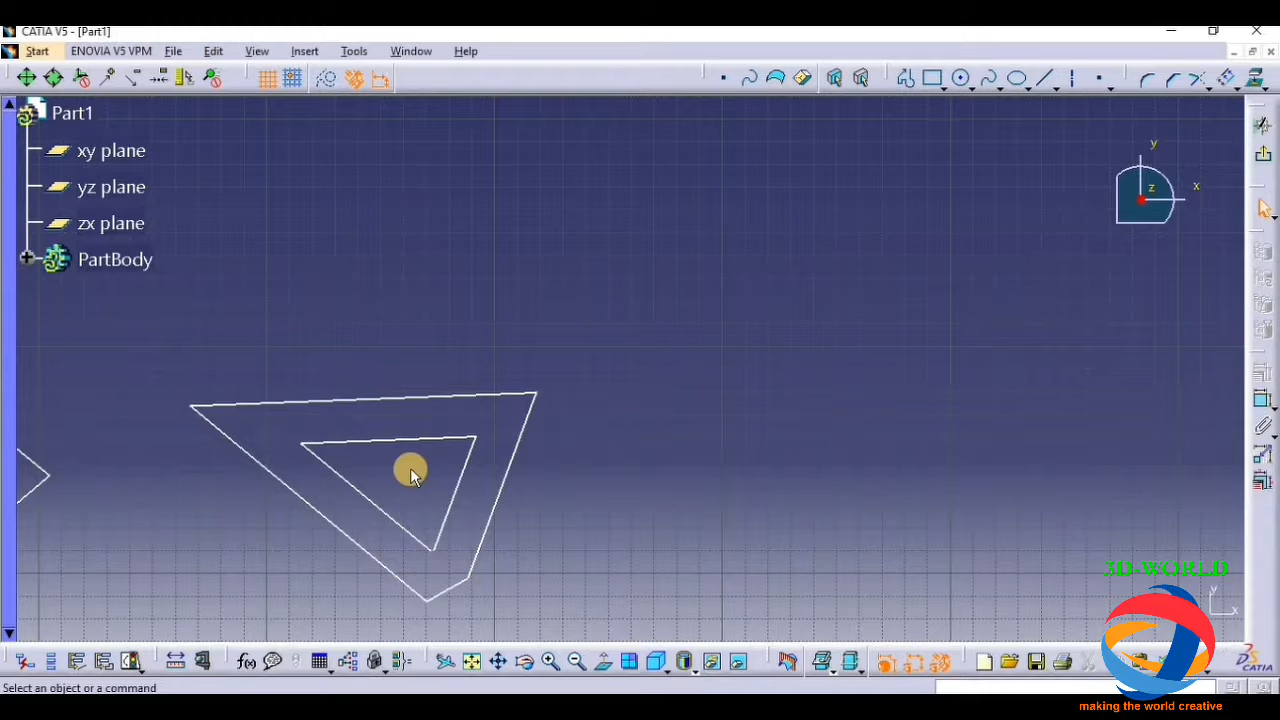 CATIA V5 - [Part1]
Start ENOVIA V5 VPM File Edit View Insert Tools Window Help
Part1
xy plane
yz plane
zx plane
PartBody
y
x
z
3D-WORLD
y
x
f(x)
CATIA
Select an object or a command
making the world creative